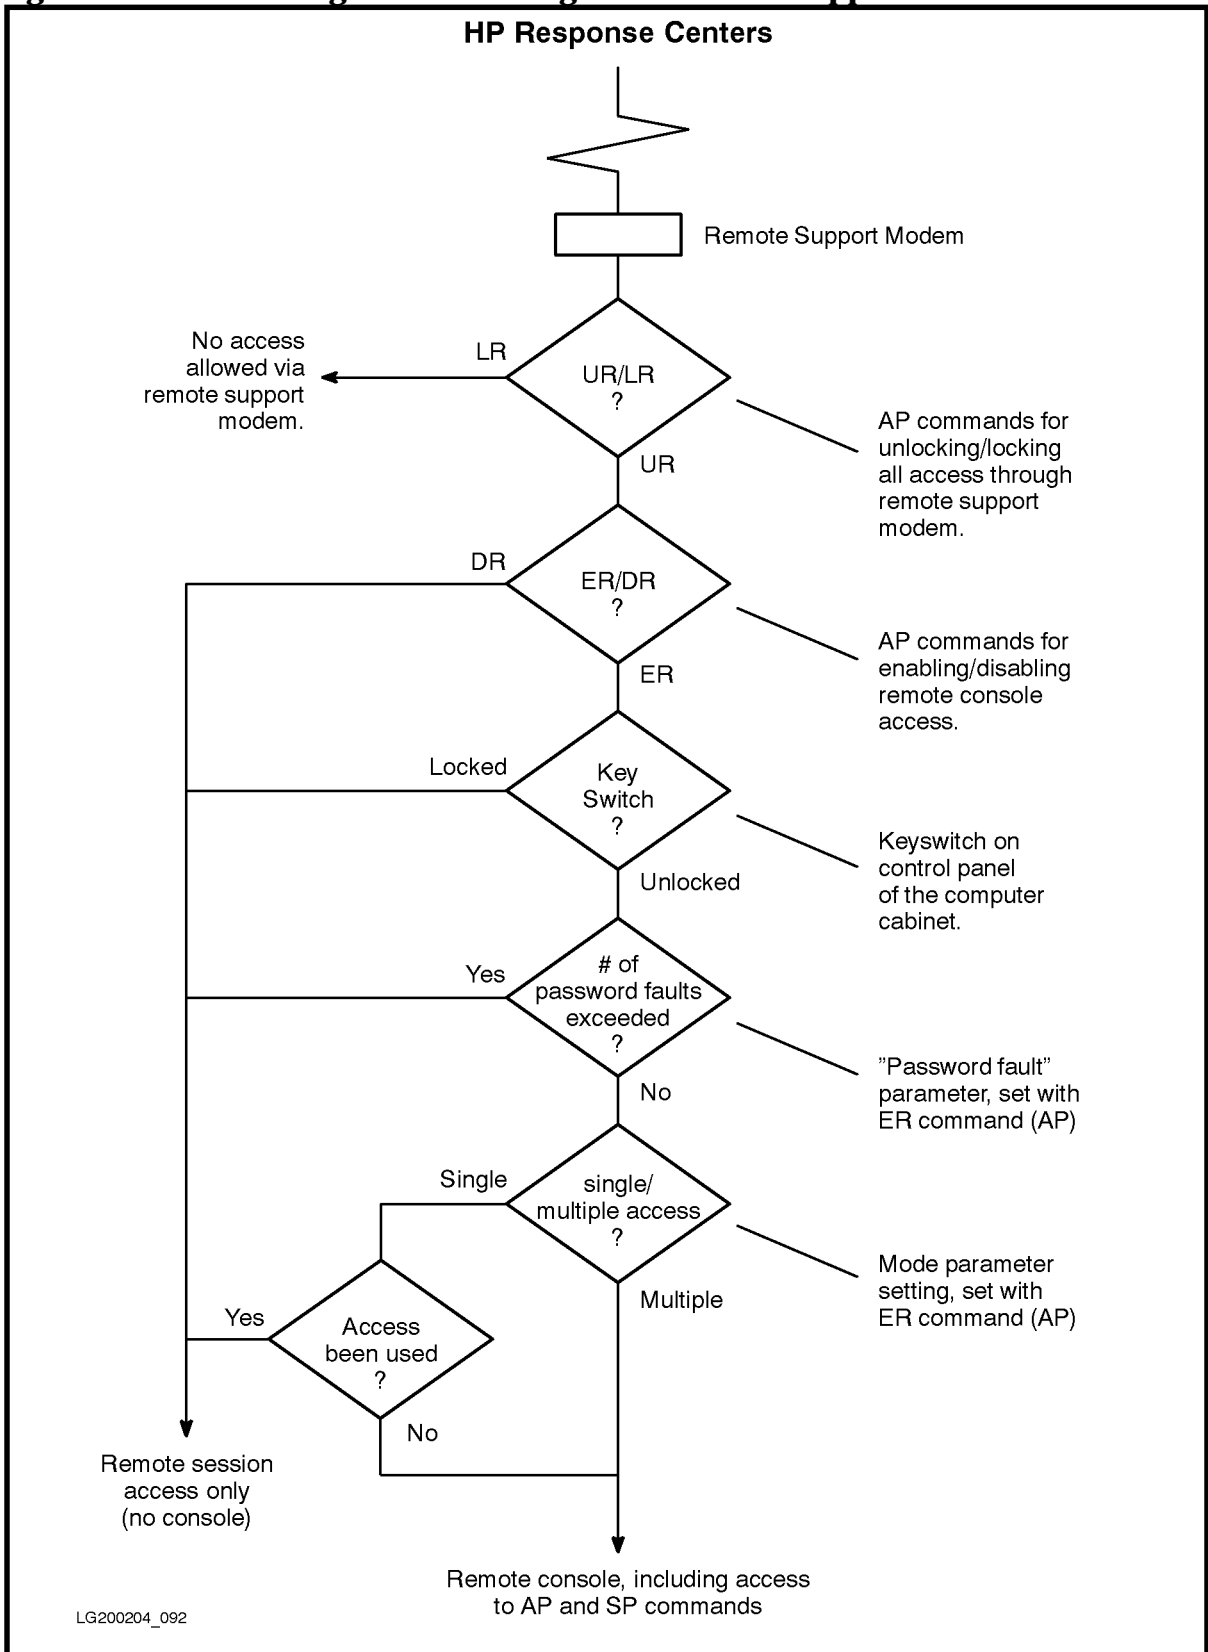 HP Response Centers
Remote Support Modem
No access
allowed via
remote support
modem.
LR
UR/LR
?
UR
AP commands for
unlocking/locking
all access through
remote support
modem.
DR
ER/DR
?
ER
AP commands for
enabling/disabling
remote console
access.
Locked
Key
Switch
?
Unlocked
Keyswitch on
control panel
of the computer
cabinet.
Yes
# of
password faults
exceeded
?
No
”Password fault”
parameter, set with
ER command (AP)
Single
single/
multiple access
?
Multiple
Mode parameter
setting, set with
ER command (AP)
Yes
Access
been used
?
No
Remote session
access only
(no console)
Remote console, including access
to AP and SP commands
LG200204_092